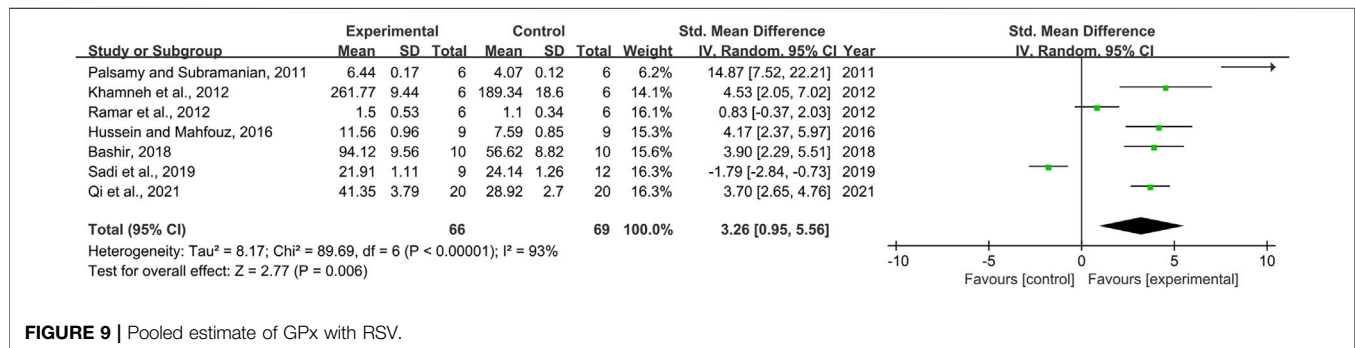 Experimental Control Std. Mean Difference Std. Mean Difference
Study or Subgroup Mean SD Total Mean SD Total Weight IV. Random. 95% CI Year IV. Random. 95% CI
Palsamy and Subramanian, 2011 6.44 0.17 6 4.07 0.12 6 6.2% 14.87 [7.52, 22.21] 2011
Khamneh et al., 2012 261.77 9.44 6 189.34 18.6 6 14.1% 4.53 [2.05, 7.02] 2012
Ramar et al., 2012 1.5 0.53 6 1.1 0.34 6 16.1% 0.83 [-0.37, 2.03] 2012
Hussein and Mahfouz, 2016 11.56 0.96 9 7.59 0.85 9 15.3% 4.17 [2.37, 5.97] 2016
Bashir, 2018 94.12 9.56 10 56.62 8.82 10 15.6% 3.90 [2.29, 5.51] 2018
Sadi et al., 2019 21.91 1.11 9 24.14 1.26 12 16.3% -1.79 [-2.84, -0.73] 2019
Qi et al., 2021 41.35 3.79 20 28.92 2.7 20 16.3% 3.70 [2.65, 4.76] 2021
Total (95% CI) 66 69 100.0% 3.26 [0.95, 5.56]
Heterogeneity: Tau² = 8.17; Chi² = 89.69, df = 6 (P < 0.00001); I² = 93%
Test for overall effect: Z = 2.77 (P = 0.006)
-10 -5 0 5 10
Favours [control] Favours [experimental]
FIGURE 9 | Pooled estimate of GPx with RSV.